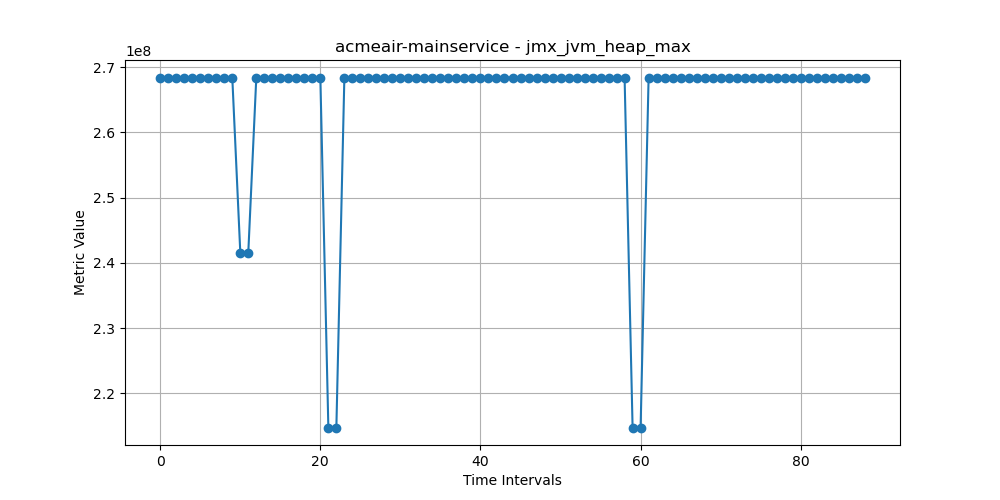 acmeair-mainservice - jmx_jvm_heap_max
1e8
2.7
2.6
2.5
2.4
2.3
2.2
Metric Value
0 20 40 60 80
Time Intervals